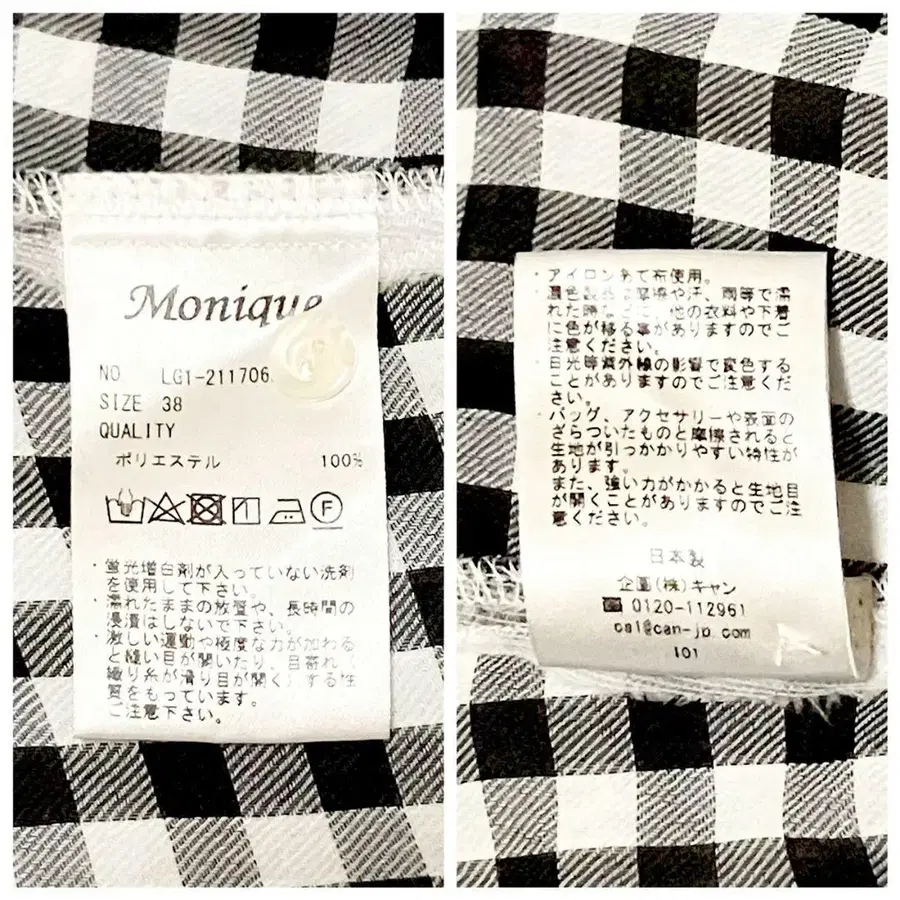 Monique
NO LG1-211706
SIZE 38
QUALITY
ポリエステル 100%
・蛍光増白剤が入っていない洗剤
を使用して下さい。
・濡れたままの放置や、長時間の
浸漬はしないで下さい。
・激しい運動や極度な力が加わる
と縫い目が開いたり、目寄れ(
織り糸が滑り目が開く)する性
質をもっています。
ご注意下さい。
・アイロンあて布使用。
・濃色製品は摩擦や汗、雨等で濡
れた時などに、他の衣料や下着
に色が移る事がありますのでご
注意ください。
・日光等紫外線の影響で変色する
ことがありますのでご注意くだ
さい。
・バッグ、アクセサリーや表面の
ざらついたものと摩擦されると
生地が引っかかりやすい特性が
あります。
また、強い力がかかると生地目
が開くことがありますのでご注
意ください。
日本製
企画(株)キャン
☎ 0120-112961
cal@can-jp.com
101